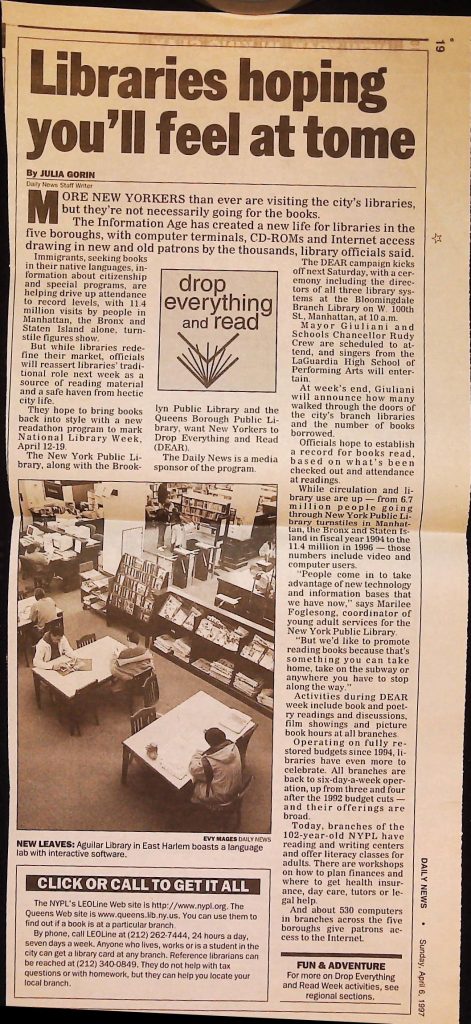 19
Libraries hoping
you'll feel at tome
By JULIA GORIN
Daily News Staff Writer
MORE NEW YORKERS than ever are visiting the city's libraries,
but they're not necessarily going for the books.
The Information Age has created a new life for libraries in the
five boroughs, with computer terminals, CD-ROMs and Internet access
drawing in new and old patrons by the thousands, library officials said.
Immigrants, seeking books
in their native languages, in-
formation about citizenship
and special programs, are
helping drive up attendance
to record levels, with 11.4
million visits by people in
Manhattan, the Bronx and
Staten Island alone, turn-
stile figures show.
But while libraries rede-
fine their market, officials
will reassert libraries' tradi-
tional role next week as a
source of reading material
and a safe haven from hectic
city life.
They hope to bring books
back into style with a new
readathon program to mark
National Library Week,
April 12-19.
The New York Public Li-
brary, along with the Brook-
drop
everything
and read
lyn Public Library and the
Queens Borough Public Li-
brary, want New Yorkers to
Drop Everything and Read
(DEAR).
The Daily News is a media
sponsor of the program.
The DEAR campaign kicks
off next Saturday, with a cer-
emony including the direc-
tors of all three library sys-
tems at the Bloomingdale
Branch Library on W. 100th
St., Manhattan, at 10 a.m.
Mayor Giuliani and
Schools Chancellor Rudy
Crew are scheduled to at-
tend, and singers from the
LaGuardia High School of
Performing Arts will enter-
tain.
At week's end, Giuliani
will announce how many
walked through the doors of
the city's branch libraries
and the number of books
borrowed.
Officials hope to establish
a record for books read,
based on what's been
checked out and attendance
at readings.
While circulation and li-
brary use are up — from 6.7
million people going
through New York Public Li-
brary turnstiles in Manhat-
tan, the Bronx and Staten Is-
land in fiscal year 1994 to the
11.4 million in 1996 — those
numbers include video and
computer users.
"People come in to take
advantage of new technology
and information bases that
we have now," says Marilee
Foglesong, coordinator of
young adult services for the
New York Public Library.
"But we'd like to promote
reading books because that's
something you can take
home, take on the subway or
anywhere you have to stop
along the way."
Activities during DEAR
week include book and poet-
ry readings and discussions,
film showings and picture
book hours at all branches.
Operating on fully re-
stored budgets since 1994, li-
braries have even more to
celebrate. All branches are
back to six-day-a-week oper-
ation, up from three and four
after the 1992 budget cuts —
and their offerings are
broad.
Today, branches of the
102-year-old NYPL have
reading and writing centers
and offer literacy classes for
adults. There are workshops
on how to plan finances and
where to get health insur-
ance, day care, tutors or le-
gal help.
And about 530 computers
in branches across the five
boroughs give patrons ac-
cess to the Internet.
EVY MAGES DAILY NEWS
NEW LEAVES: Aguilar Library in East Harlem boasts a language
lab with interactive software.
CLICK OR CALL TO GET IT ALL
The NYPL's LEOLine Web site is http://www.nypl.org. The
Queens Web site is www.queens.lib.ny.us. You can use them to
find out if a book is at a particular branch.
By phone, call LEOLine at (212) 262-7444, 24 hours a day,
seven days a week. Anyone who lives, works or is a student in the
city can get a library card at any branch. Reference librarians can
be reached at (212) 340-0849. They do not help with tax
questions or with homework, but they can help you locate your
local branch.
FUN & ADVENTURE
For more on Drop Everything
and Read Week activities, see
regional sections.
DAILY NEWS • Sunday, April 6, 1997